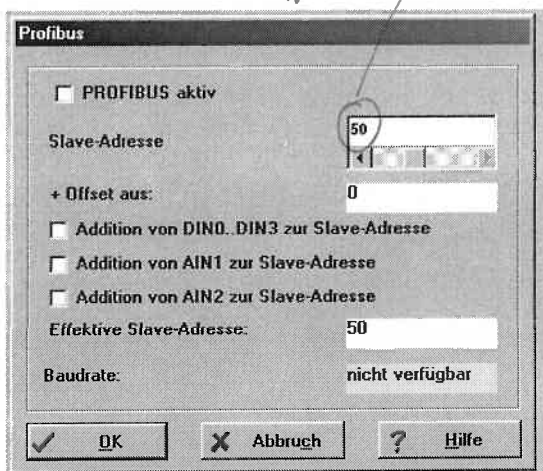 Profibus
PROFIBUS aktiv
Slave-Adresse
50
+ Offset aus:
0
Addition von DIN0..DIN3 zur Slave-Adresse
Addition von AIN1 zur Slave-Adresse
Addition von AIN2 zur Slave-Adresse
Effektive Slave-Adresse:
50
Baudrate:
nicht verfügbar
OK
Abbruch
? Hilfe